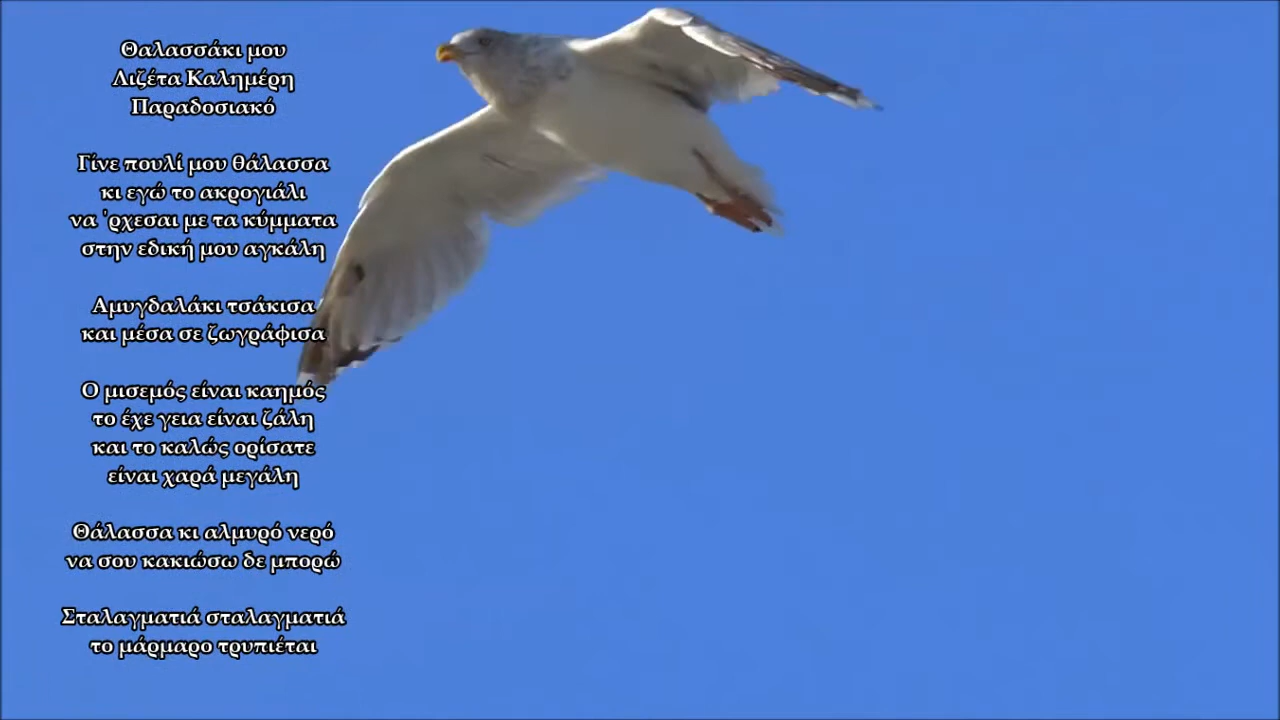 Θαλασσάκι μου
Λιζέτα Καλημέρη
Παραδοσιακό
Γίνε πουλί μου θάλασσα
κι εγώ το ακρογιάλι
να 'ρχεσαι με τα κύμματα
στην εδική μου αγκάλη
Αμυγδαλάκι τσάκισα
και μέσα σε ζωγράφισα
Ο μισεμός είναι καημός
το έχε γεια είναι ζάλη
και το καλώς ορίσατε
είναι χαρά μεγάλη
Θάλασσα κι αλμυρό νερό
να σου κακιώσω δε μπορώ
Σταλαγματιά σταλαγματιά
το μάρμαρο τρυπιέται